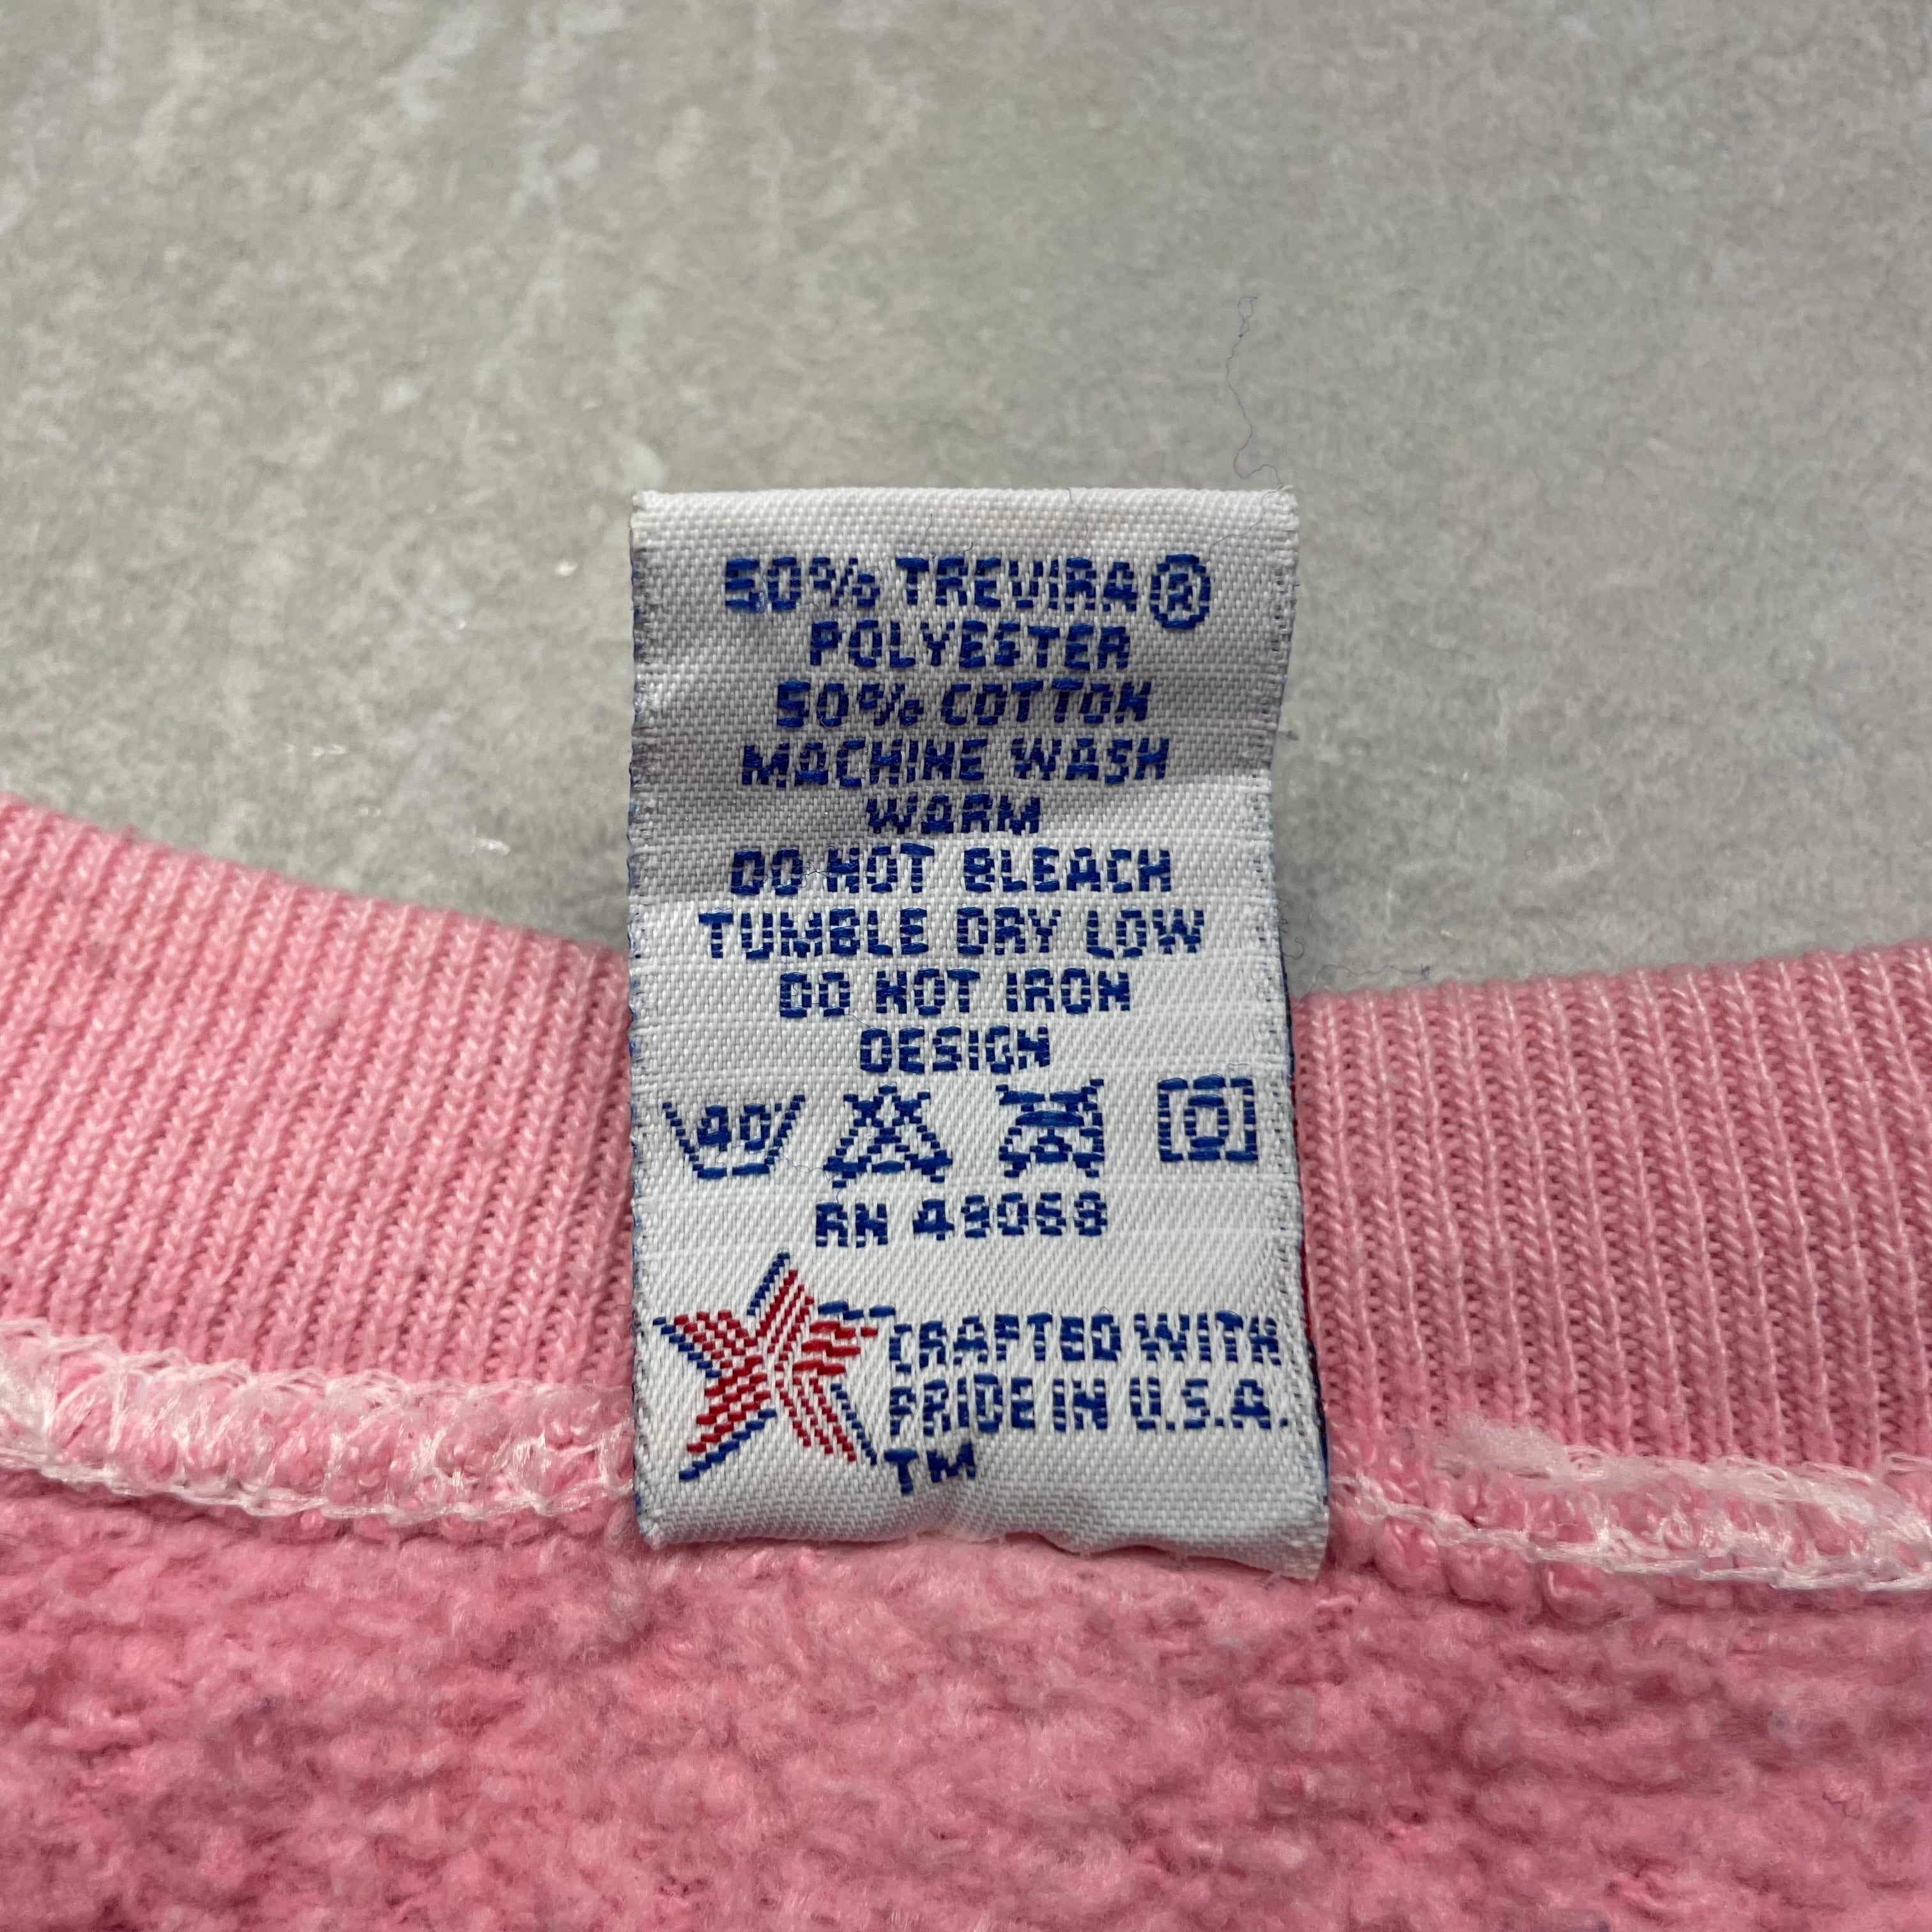 50% TREVIRA®
POLYESTER
50% COTTON
MACHINE WASH
WARM
DO NOT BLEACH
TUMBLE DRY LOW
DO NOT IRON
DESIGN
40°
RN
CRAFTED WITH
PRIDE IN U.S.A.
TM